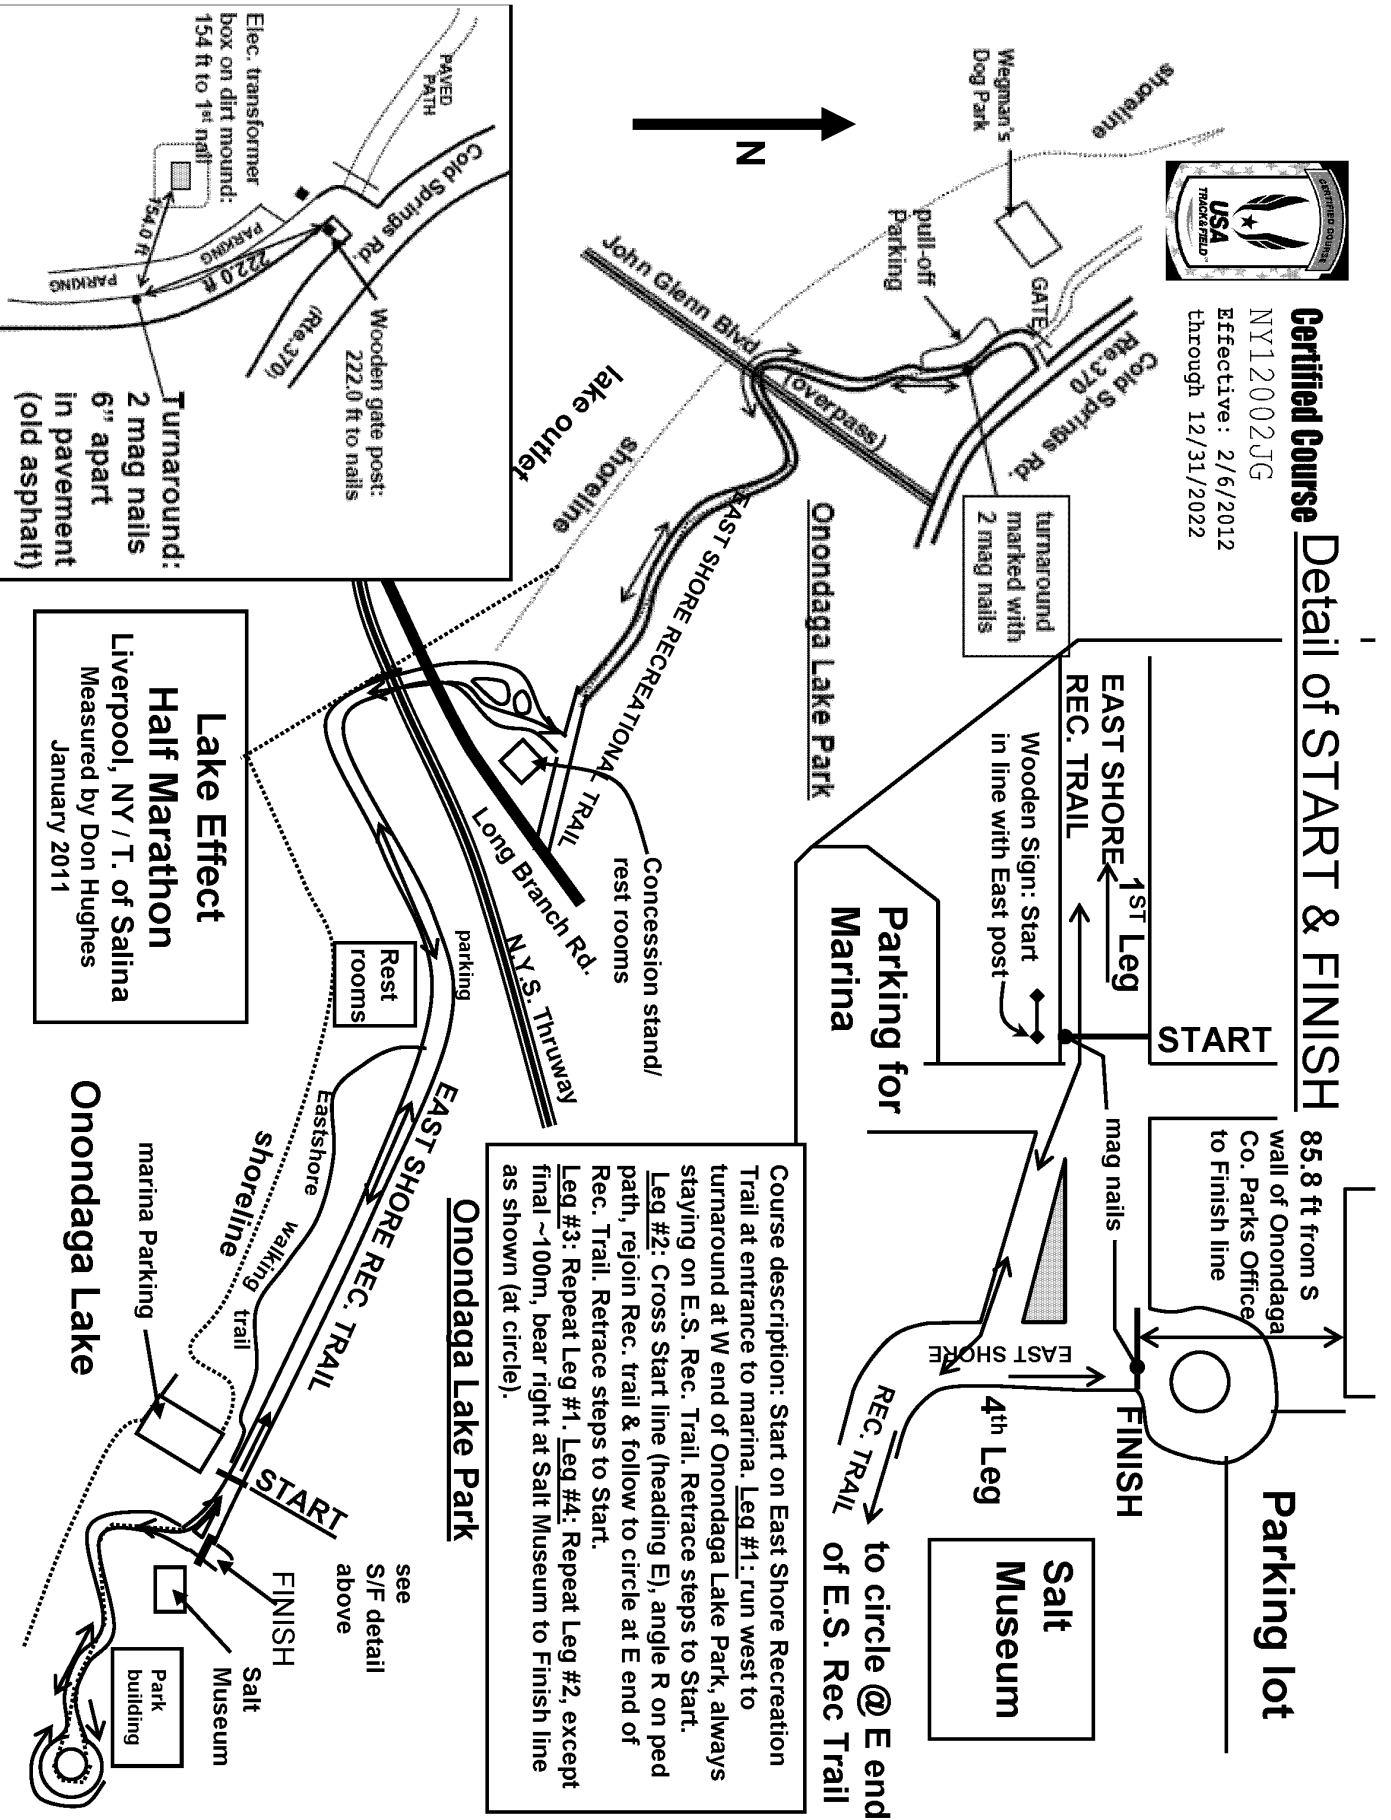 CERTIFIED COURSE
USA
TRACK&FIELD
Certified Course
NY12002JG
Effective: 2/6/2012
through 12/31/2022
Detail of START & FINISH
85.8 ft from S
wall of Onondaga
Co. Parks Office
to Finish line
Parking lot
EAST SHORE
REC. TRAIL
1ST Leg
START
Wooden Sign: Start
in line with East post
mag nails
FINISH
4th Leg
EAST SHORE
REC. TRAIL
Salt
Museum
to circle @ E end
of E.S. Rec Trail
Parking for
Marina
shoreline
Wegman's
Dog Park
N
pull-off
Parking
GATE
Cold Springs Rd.
Rte.370
John Glenn Blvd
(overpass)
turnaround
marked with
2 mag nails
Onondaga Lake Park
EAST SHORE RECREATIONAL TRAIL
lake outlet
shoreline
Concession stand/
rest rooms
Long Branch Rd.
N.Y.S. Thruway
Course description: Start on East Shore Recreation
Trail at entrance to marina. Leg #1: run west to
turnaround at W end of Onondaga Lake Park, always
staying on E.S. Rec. Trail. Retrace steps to Start.
Leg #2: Cross Start line (heading E), angle R on ped
path, rejoin Rec. trail & follow to circle at E end of
Rec. Trail. Retrace steps to Start.
Leg #3: Repeat Leg #1. Leg #4: Repeat Leg #2, except
final ~100m, bear right at Salt Museum to Finish line
as shown (at circle).
Elec. transformer
box on dirt mound:
154 ft to 1st nail
PAVED
PATH
Cold Springs Rd.
(Rte.370)
154.0 ft
PARKING
PARKING
222.0 ft
Wooden gate post:
222.0 ft to nails
Turnaround:
2 mag nails
6" apart
in pavement
(old asphalt)
Lake Effect
Half Marathon
Liverpool, NY / T. of Salina
Measured by Don Hughes
January 2011
parking
Rest
rooms
EAST SHORE REC. TRAIL
Eastshore walking trail
shoreline
Onondaga Lake Park
Onondaga Lake
marina Parking
START
see
S/F detail
above
FINISH
Salt
Museum
Park
building